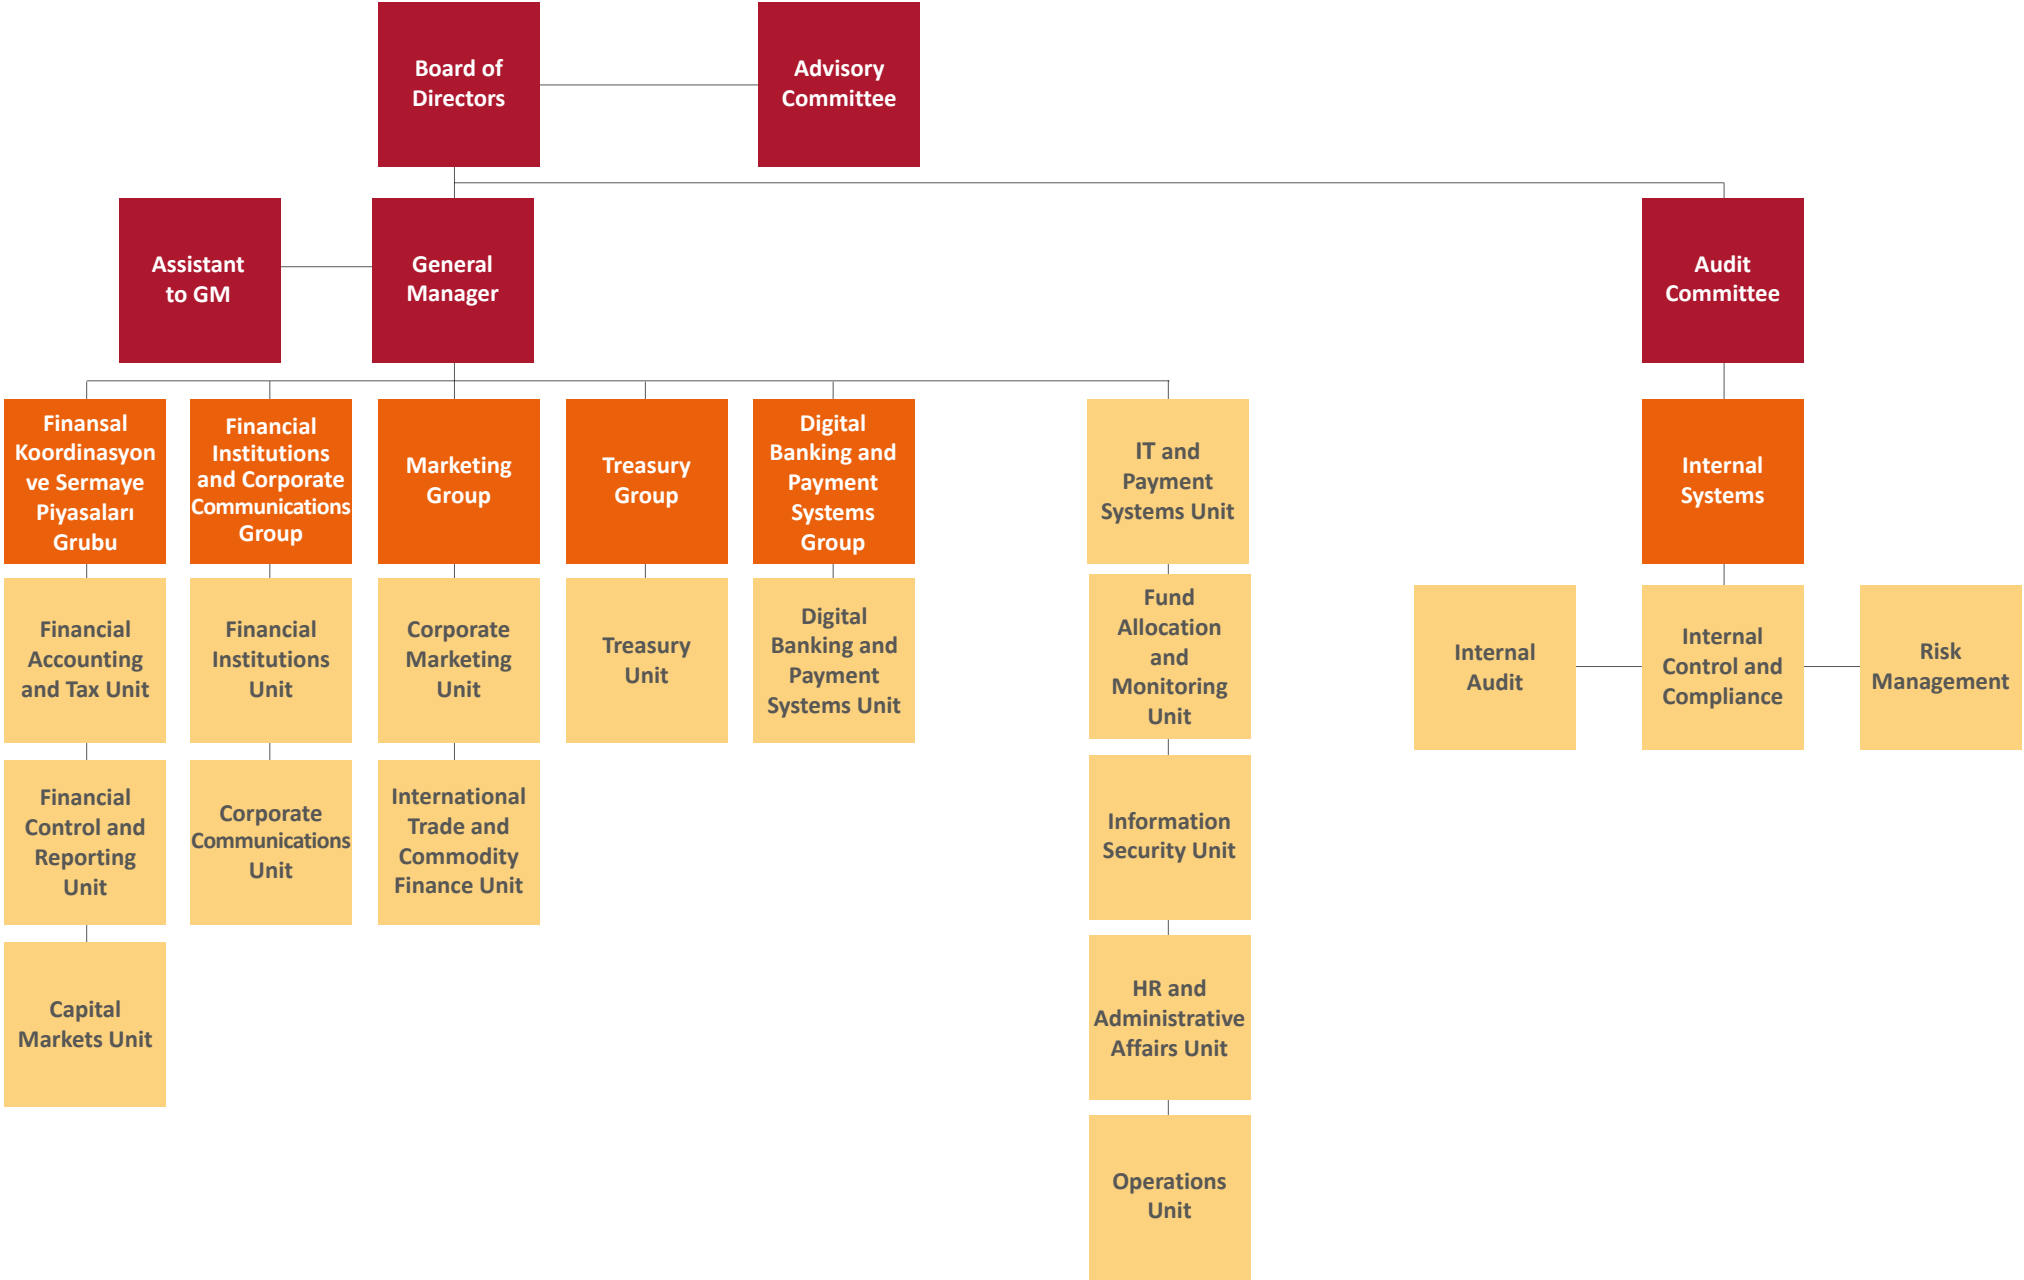 Board of
Directors
Advisory
Committee
Assistant
to GM
General
Manager
Audit
Committee
Finansal
Koordinasyon
ve Sermaye
Piyasaları
Grubu
Financial
Institutions
and Corporate
Communications
Group
Marketing
Group
Treasury
Group
Digital
Banking and
Payment
Systems
Group
IT and
Payment
Systems Unit
Internal
Systems
Financial
Accounting
and Tax Unit
Financial
Institutions
Unit
Corporate
Marketing
Unit
Treasury
Unit
Digital
Banking and
Payment
Systems Unit
Fund
Allocation
and
Monitoring
Unit
Internal
Audit
Internal
Control and
Compliance
Risk
Management
Financial
Control and
Reporting
Unit
Corporate
Communications
Unit
International
Trade and
Commodity
Finance Unit
Information
Security Unit
Capital
Markets Unit
HR and
Administrative
Affairs Unit
Operations
Unit